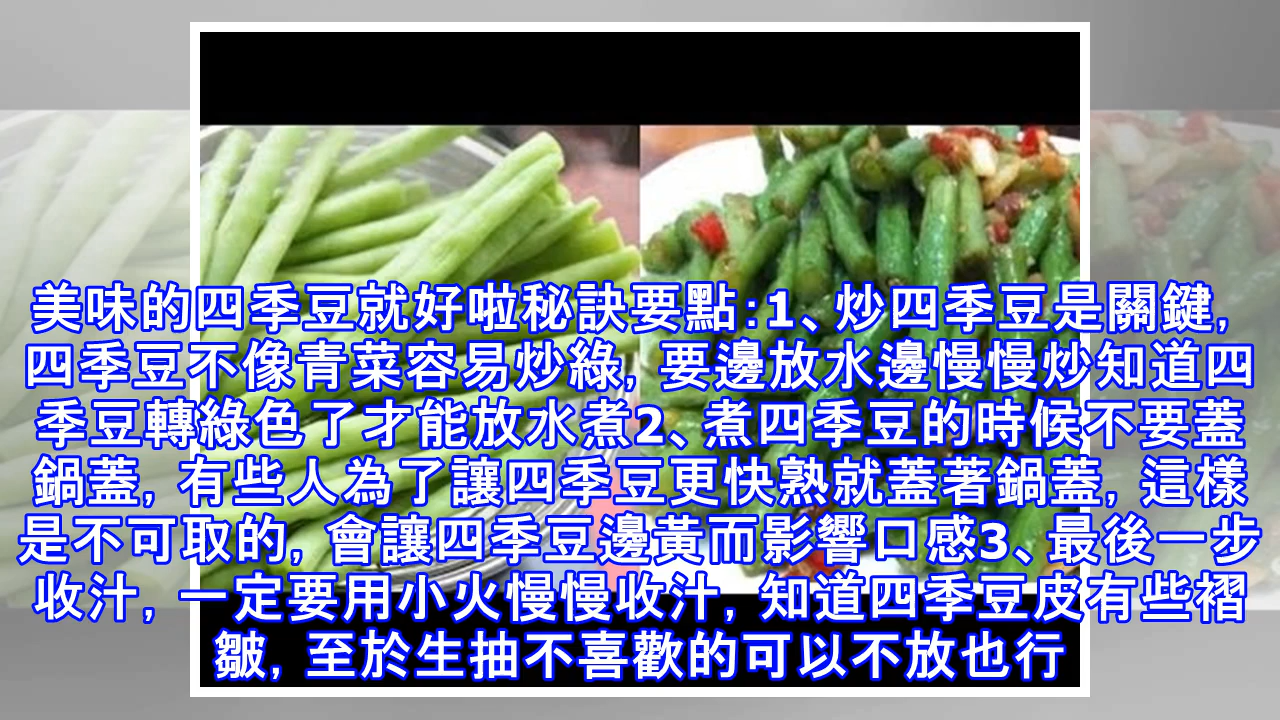 美味的四季豆就好啦秘訣要點:1、炒四季豆是關鍵,
四季豆不像青菜容易炒綠, 要邊放水邊慢慢炒知道四
季豆轉綠色了才能放水煮2、煮四季豆的時候不要蓋
鍋蓋, 有些人為了讓四季豆更快熟就蓋著鍋蓋, 這樣
是不可取的, 會讓四季豆邊黃而影響口感3、最後一步
收汁, 一定要用小火慢慢收汁, 知道四季豆皮有些褶
皺, 至於生抽不喜歡的可以不放也行